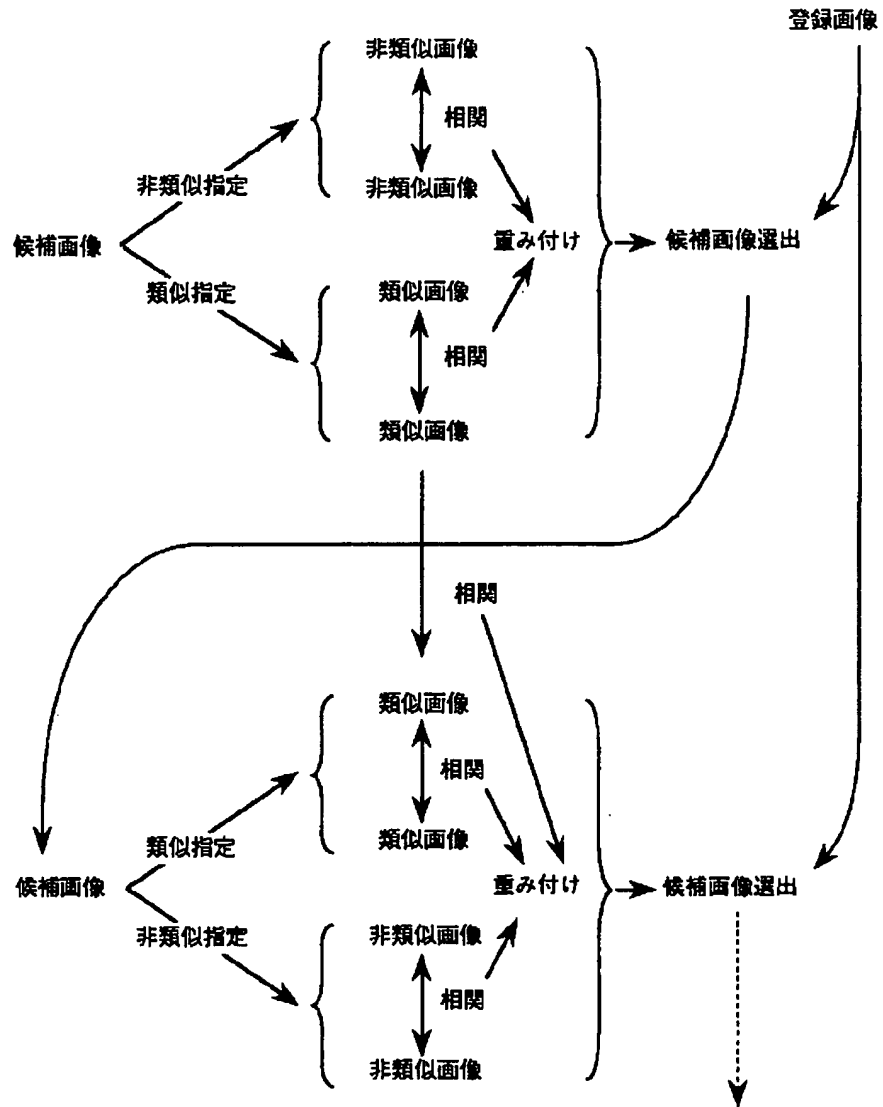 登録画像
非類似画像
相関
非類似指定
非類似画像
候補画像
重み付け
候補画像選出
類似指定
類似画像
相関
類似画像
相関
類似画像
相関
類似指定
類似画像
候補画像
重み付け
候補画像選出
非類似指定
非類似画像
相関
非類似画像